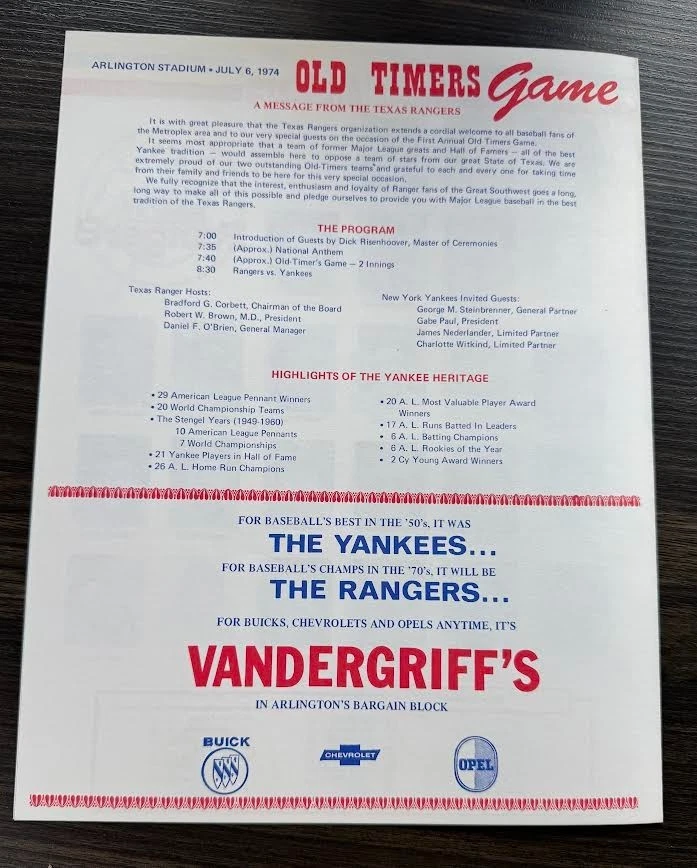 ARLINGTON STADIUM • JULY 6, 1974 OLD TIMERS Game
A MESSAGE FROM THE TEXAS RANGERS
It is with great pleasure that the Texas Rangers organization extends a cordial welcome to all baseball fans of
the Metroplex area and to our very special guests on the occasion of the First Annual Old Timers Game.
It seems most appropriate that a team of former Major League greats and Hall of Famers — all of the best
Yankee tradition — would assemble here to oppose a team of stars from our great State of Texas. We are
extremely proud of our two outstanding Old-Timers teams and grateful to each and every one for taking time
from their family and friends to be here for this very special occasion.
We fully recognize that the interest, enthusiasm and loyalty of Ranger fans of the Great Southwest goes a long,
long way to make all of this possible and pledge ourselves to provide you with Major League baseball in the best
tradition of the Texas Rangers.
THE PROGRAM
7:00 Introduction of Guests by Dick Risenhoover, Master of Ceremonies
7:35 (Approx.) National Anthem
7:40 (Approx.) Old-Timer's Game — 2 Innings
8:30 Rangers vs. Yankees
Texas Ranger Hosts:
Bradford G. Corbett, Chairman of the Board
Robert W. Brown, M.D., President
Daniel F. O'Brien, General Manager
New York Yankees Invited Guests:
George M. Steinbrenner, General Partner
Gabe Paul, President
James Nederlander, Limited Partner
Charlotte Witkind, Limited Partner
HIGHLIGHTS OF THE YANKEE HERITAGE
• 29 American League Pennant Winners
• 20 World Championship Teams
• The Stengel Years (1949-1960)
10 American League Pennants
7 World Championships
• 21 Yankee Players in Hall of Fame
• 26 A. L. Home Run Champions
• 20 A. L. Most Valuable Player Award
Winners
• 17 A. L. Runs Batted In Leaders
• 6 A. L. Batting Champions
• 6 A. L. Rookies of the Year
• 2 Cy Young Award Winners
FOR BASEBALL'S BEST IN THE '50's, IT WAS
THE YANKEES...
FOR BASEBALL'S CHAMPS IN THE '70's, IT WILL BE
THE RANGERS...
FOR BUICKS, CHEVROLETS AND OPELS ANYTIME, IT'S
VANDERGRIFF'S
IN ARLINGTON'S BARGAIN BLOCK
BUICK
CHEVROLET
OPEL